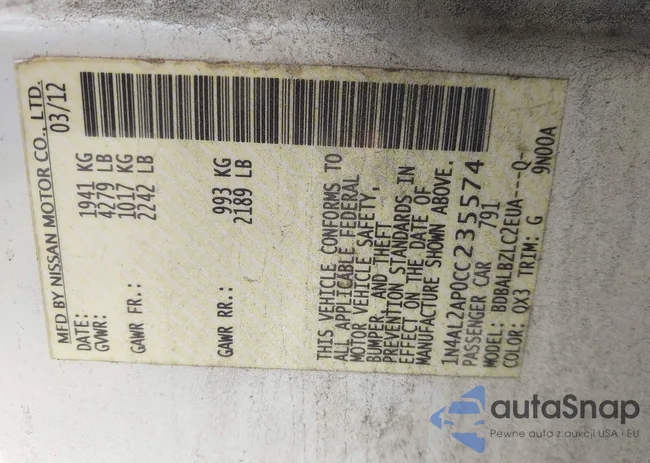 MFD BY NISSAN MOTOR CO., LTD.
DATE: 03/12
GVWR: 1941 KG
4279 LB
GAWR FR.: 1017 KG
2242 LB
GAWR RR.: 993 KG
2189 LB
THIS VEHICLE CONFORMS TO
ALL APPLICABLE FEDERAL
MOTOR VEHICLE SAFETY,
BUMPER, AND THEFT
PREVENTION STANDARDS IN
EFFECT ON THE DATE OF
MANUFACTURE SHOWN ABOVE.
1N4AL2AP0CC235574
PASSENGER CAR 791
MODEL: BDBALBZLC2EUA----Q-
COLOR: QX3 TRIM: G 9N00A
autaSnap
Pewne auta z aukcji USA i EU